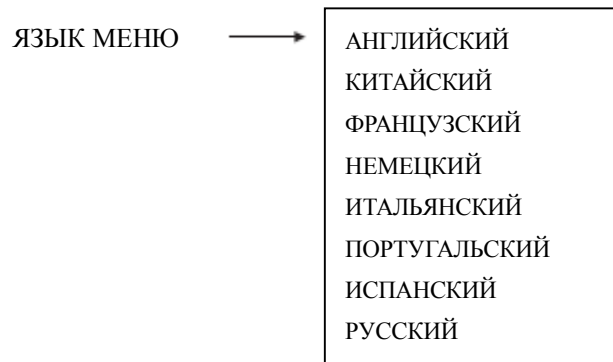 ЯЗЫК МЕНЮ
АНГЛИЙСКИЙ
КИТАЙСКИЙ
ФРАНЦУЗСКИЙ
НЕМЕЦКИЙ
ИТАЛЬЯНСКИЙ
ПОРТУГАЛЬСКИЙ
ИСПАНСКИЙ
РУССКИЙ